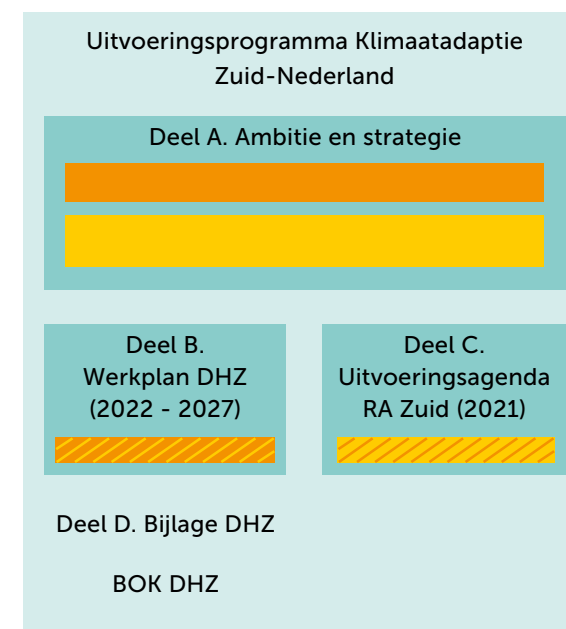 Uitvoeringsprogramma Klimaatadaptie
Zuid-Nederland
Deel A. Ambitie en strategie
Deel B.
Werkplan DHZ
(2022 - 2027)
Deel C.
Uitvoeringsagenda
RA Zuid (2021)
Deel D. Bijlage DHZ
BOK DHZ